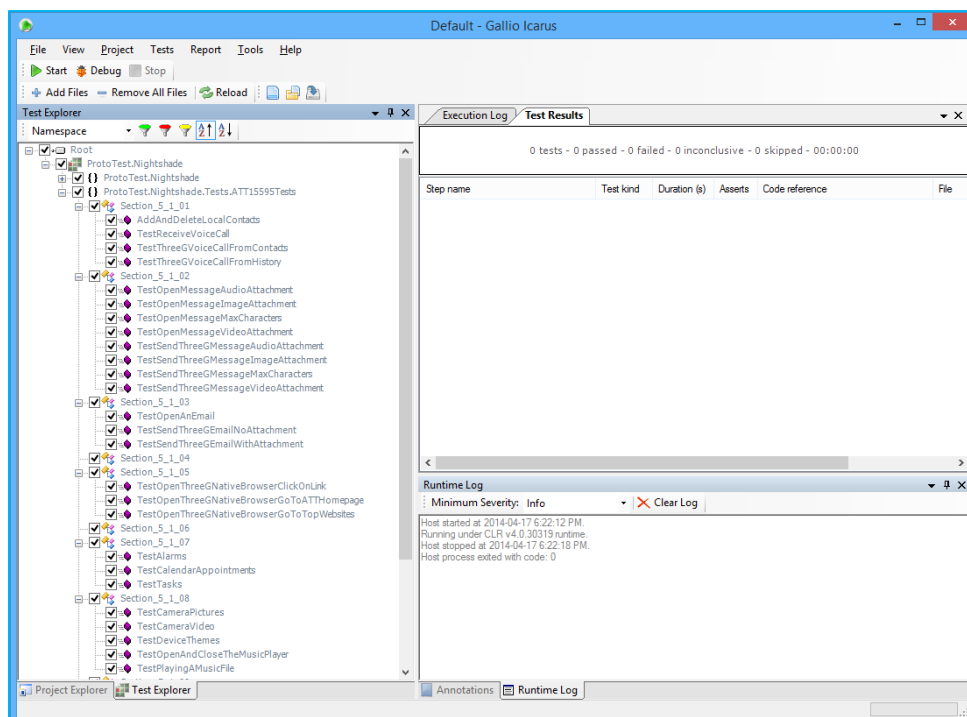 Default - Gallio Icarus
File View Project Tests Report Tools Help
Start Debug Stop
Add Files Remove All Files Reload
Test Explorer
Namespace
Root
ProtoTest.Nightshade
{} ProtoTest.Nightshade
{} ProtoTest.Nightshade.Tests.ATT15595Tests
Section_5_1_01
AddAndDeleteLocalContacts
TestReceiveVoiceCall
TestThreeGVoiceCallFromContacts
TestThreeGVoiceCallFromHistory
Section_5_1_02
TestOpenMessageAudioAttachment
TestOpenMessageImageAttachment
TestOpenMessageMaxCharacters
TestOpenMessageVideoAttachment
TestSendThreeGMessageAudioAttachment
TestSendThreeGMessageImageAttachment
TestSendThreeGMessageMaxCharacters
TestSendThreeGMessageVideoAttachment
Section_5_1_03
TestOpenAnEmail
TestSendThreeGEmailNoAttachment
TestSendThreeGEmailWithAttachment
Section_5_1_04
Section_5_1_05
TestOpenThreeGNativeBrowserClickOnLink
TestOpenThreeGNativeBrowserGoToATTHomepage
TestOpenThreeGNativeBrowserGoToTopWebsites
Section_5_1_06
Section_5_1_07
TestAlarms
TestCalendarAppointments
TestTasks
Section_5_1_08
TestCameraPictures
TestCameraVideo
TestDeviceThemes
TestOpenAndCloseTheMusicPlayer
TestPlayingAMusicFile
Project Explorer Test Explorer
Execution Log Test Results
0 tests - 0 passed - 0 failed - 0 inconclusive - 0 skipped - 00:00:00
Step name Test kind Duration (s) Asserts Code reference File
Runtime Log
Minimum Severity: Info Clear Log
Host started at 2014-04-17 6:22:12 PM.
Running under CLR v4.0.30319 runtime.
Host stopped at 2014-04-17 6:22:18 PM.
Host process exited with code: 0
Annotations Runtime Log